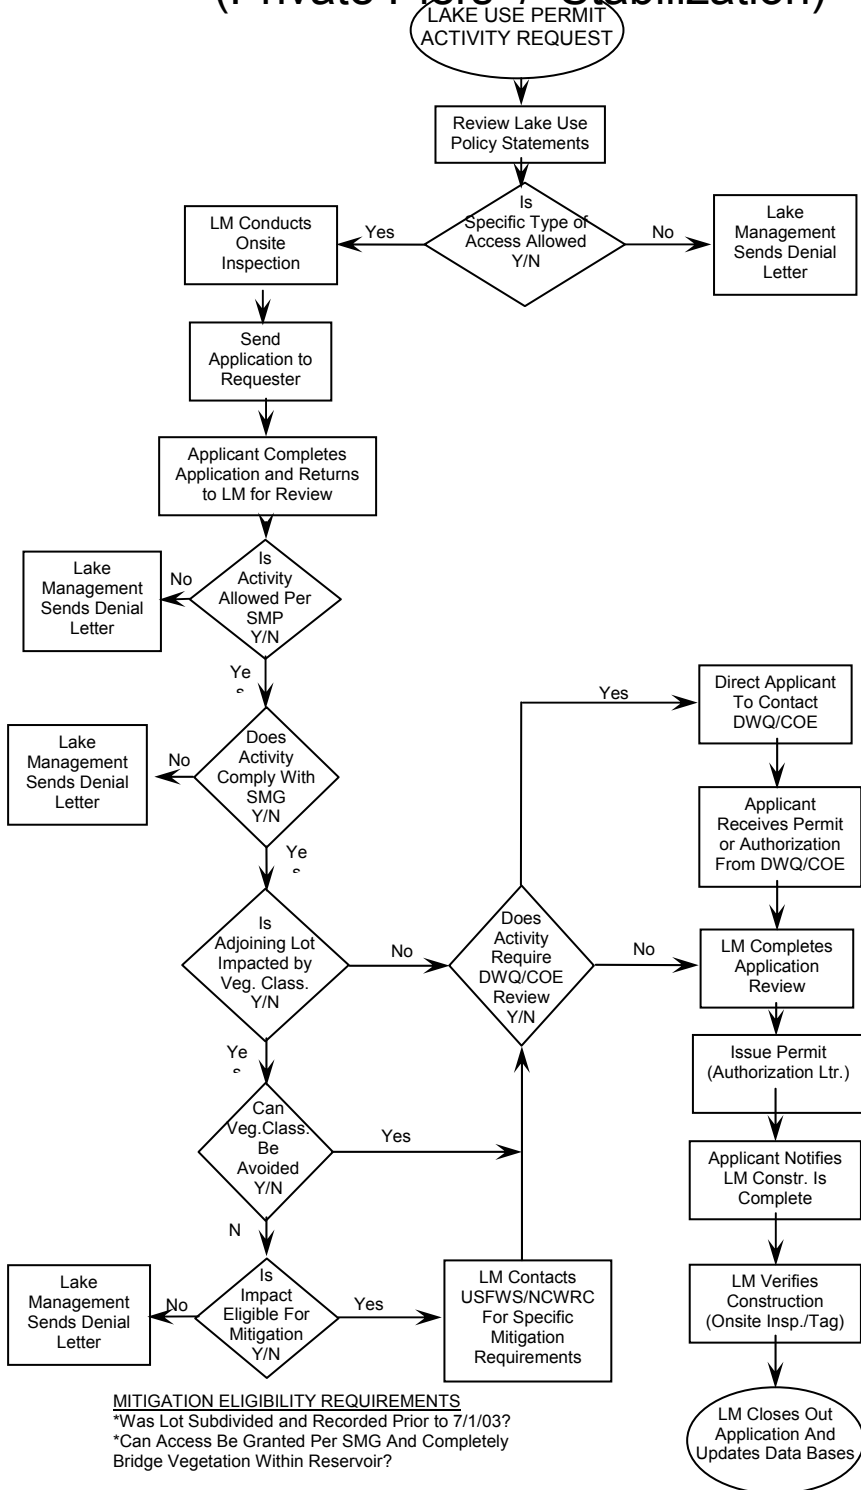 (Private Piers / Stabilization)
LAKE USE PERMIT
ACTIVITY REQUEST
Review Lake Use
Policy Statements
Is
Specific Type of
Access Allowed
Y/N
Yes
No
LM Conducts
Onsite
Inspection
Lake
Management
Sends Denial
Letter
Send
Application to
Requester
Applicant Completes
Application and Returns
to LM for Review
Is
Activity
Allowed Per
SMP
Y/N
No
Lake
Management
Sends Denial
Letter
Yes
Does
Activity
Comply With
SMG
Y/N
No
Lake
Management
Sends Denial
Letter
Yes
Is
Adjoining Lot
Impacted by
Veg. Class.
Y/N
No
Yes
Can
Veg.Class.
Be
Avoided
Y/N
Yes
N
Is
Impact
Eligible For
Mitigation
Y/N
No
Lake
Management
Sends Denial
Letter
Yes
LM Contacts
USFWS/NCWRC
For Specific
Mitigation
Requirements
Does
Activity
Require
DWQ/COE
Review
Y/N
Yes
No
Direct Applicant
To Contact
DWQ/COE
Applicant
Receives Permit
or Authorization
From DWQ/COE
LM Completes
Application
Review
Issue Permit
(Authorization Ltr.)
Applicant Notifies
LM Constr. Is
Complete
LM Verifies
Construction
(Onsite Insp./Tag)
LM Closes Out
Application And
Updates Data Bases
MITIGATION ELIGIBILITY REQUIREMENTS
*Was Lot Subdivided and Recorded Prior to 7/1/03?
*Can Access Be Granted Per SMG And Completely
Bridge Vegetation Within Reservoir?